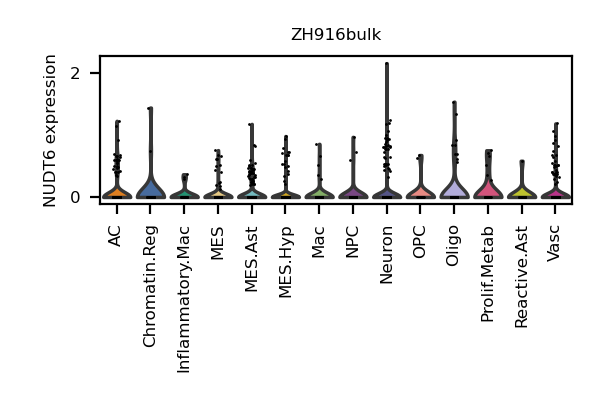 ZH916bulk
NUDT6 expression
2
0
AC
Chromatin.Reg
Inflammatory.Mac
MES
MES.Ast
MES.Hyp
Mac
NPC
Neuron
OPC
Oligo
Prolif.Metab
Reactive.Ast
Vasc